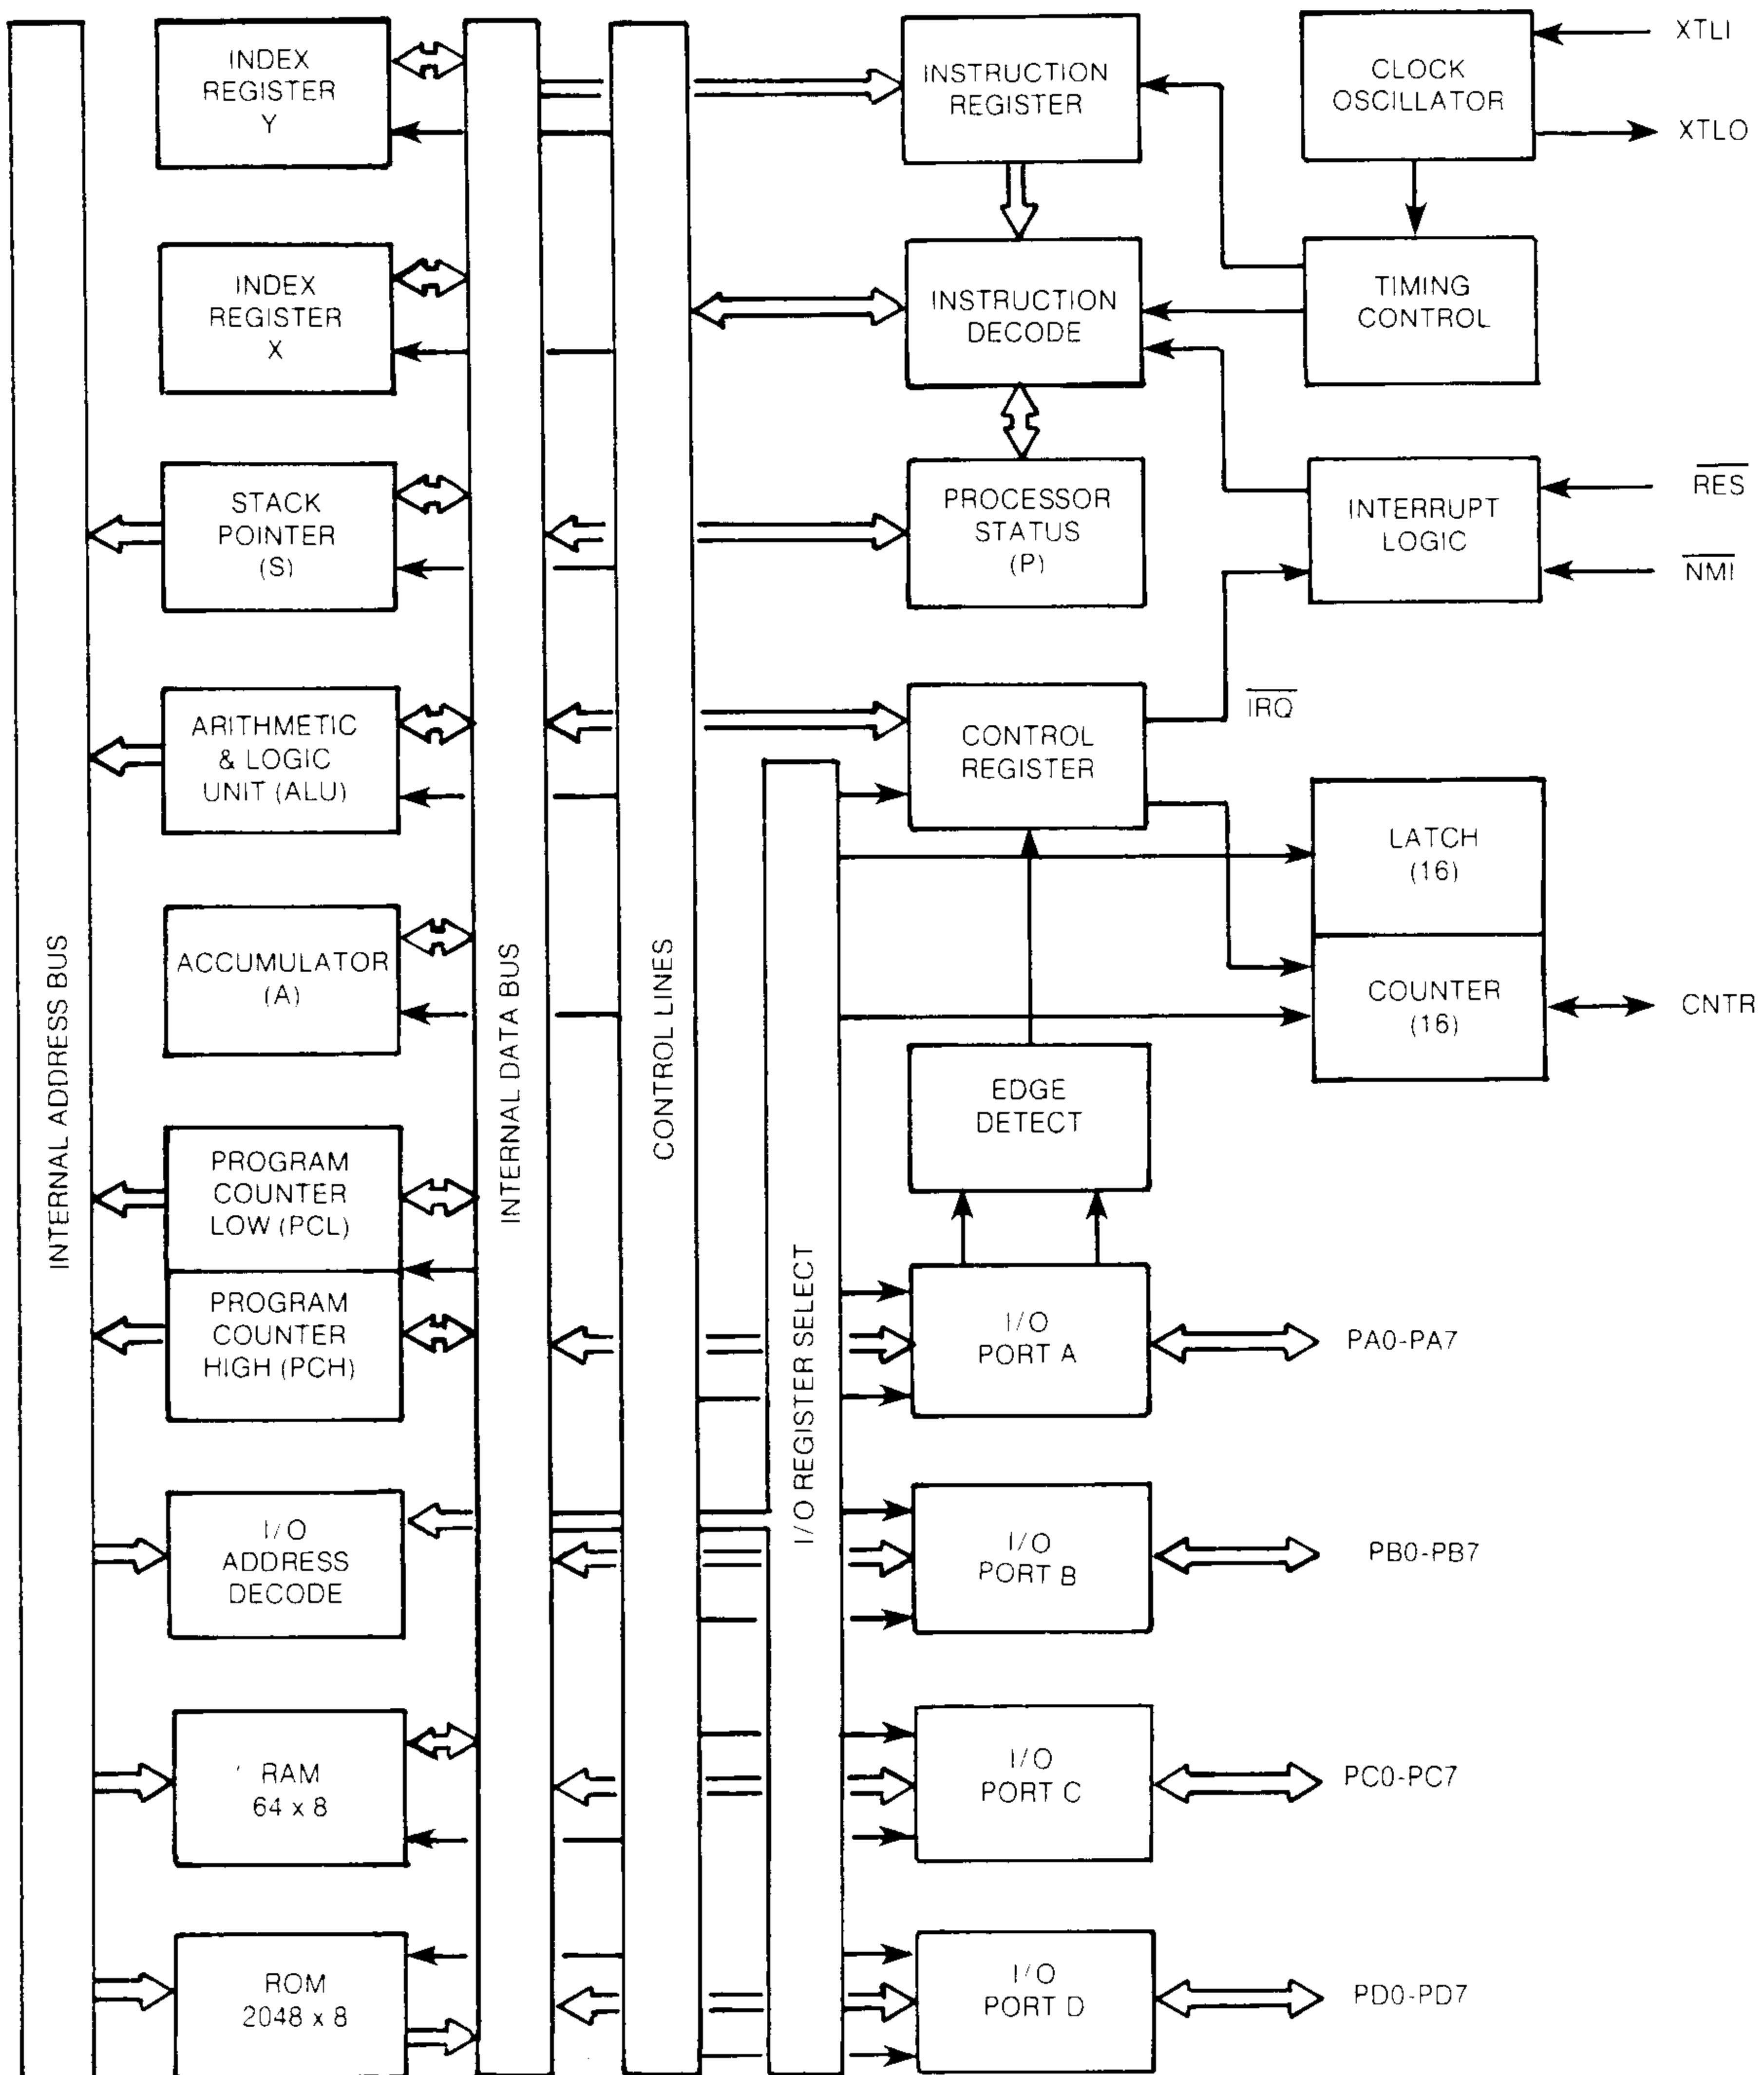 INTERNAL ADDRESS BUS
INDEX
REGISTER
Y
INDEX
REGISTER
X
STACK
POINTER
(S)
ARITHMETIC
& LOGIC
UNIT (ALU)
ACCUMULATOR
(A)
PROGRAM
COUNTER
LOW (PCL)
PROGRAM
COUNTER
HIGH (PCH)
I/O
ADDRESS
DECODE
RAM
64 x 8
ROM
2048 x 8
INTERNAL DATA BUS
CONTROL LINES
I/O REGISTER SELECT
INSTRUCTION
REGISTER
INSTRUCTION
DECODE
PROCESSOR
STATUS
(P)
CONTROL
REGISTER
EDGE
DETECT
I/O
PORT A
I/O
PORT B
I/O
PORT C
I/O
PORT D
CLOCK
OSCILLATOR
TIMING
CONTROL
INTERRUPT
LOGIC
IRQ
LATCH
(16)
COUNTER
(16)
XTLI
XTLO
RES
NMI
CNTR
PA0-PA7
PB0-PB7
PC0-PC7
PD0-PD7